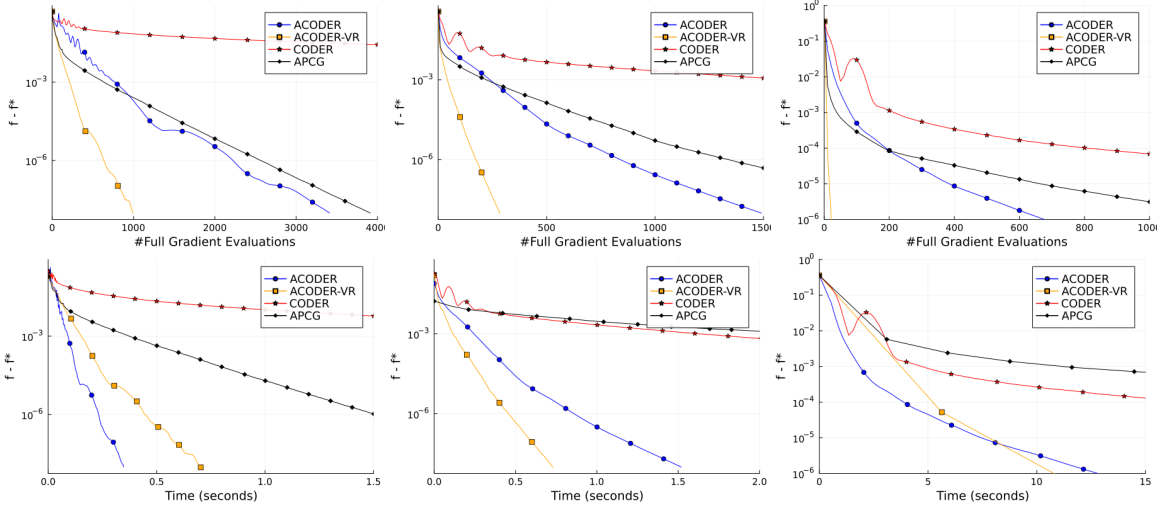 ACODER
ACODER-VR
CODER
APCG
f - f*
10⁻³
10⁻⁶
0 1000 2000 3000 4000
#Full Gradient Evaluations
ACODER
ACODER-VR
CODER
APCG
f - f*
10⁻³
10⁻⁶
500 1000 1500
#Full Gradient Evaluations
ACODER
ACODER-VR
CODER
APCG
f - f*
10⁰
10⁻¹
10⁻²
10⁻³
10⁻⁴
10⁻⁵
10⁻⁶
0 200 400 600 800 1000
#Full Gradient Evaluations
ACODER
ACODER-VR
CODER
APCG
f - f*
10⁻³
10⁻⁶
0.0 0.5 1.0 1.5
Time (seconds)
ACODER
ACODER-VR
CODER
APCG
f - f*
10⁻³
10⁻⁶
0.0 0.5 1.0 1.5 2.0
Time (seconds)
ACODER
ACODER-VR
CODER
APCG
f - f*
10⁰
10⁻¹
10⁻²
10⁻³
10⁻⁴
10⁻⁵
10⁻⁶
0 5 10 15
Time (seconds)